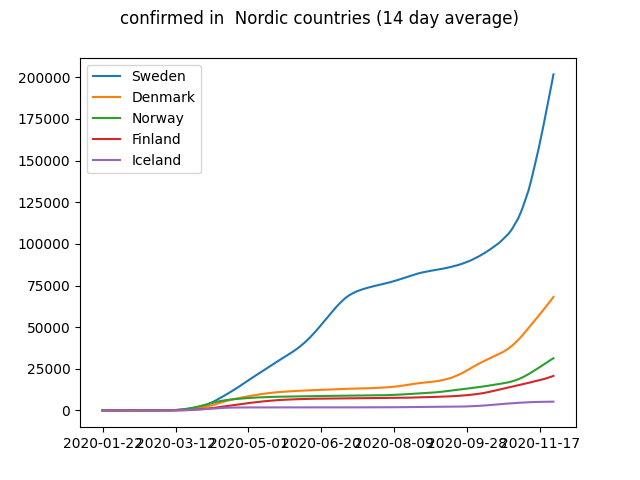 confirmed in  Nordic countries (14 day average)
200000
175000
150000
125000
100000
75000
50000
25000
0
Sweden
Denmark
Norway
Finland
Iceland
2020-01-22 2020-03-12 2020-05-01 2020-06-20 2020-08-09 2020-09-28 2020-11-17